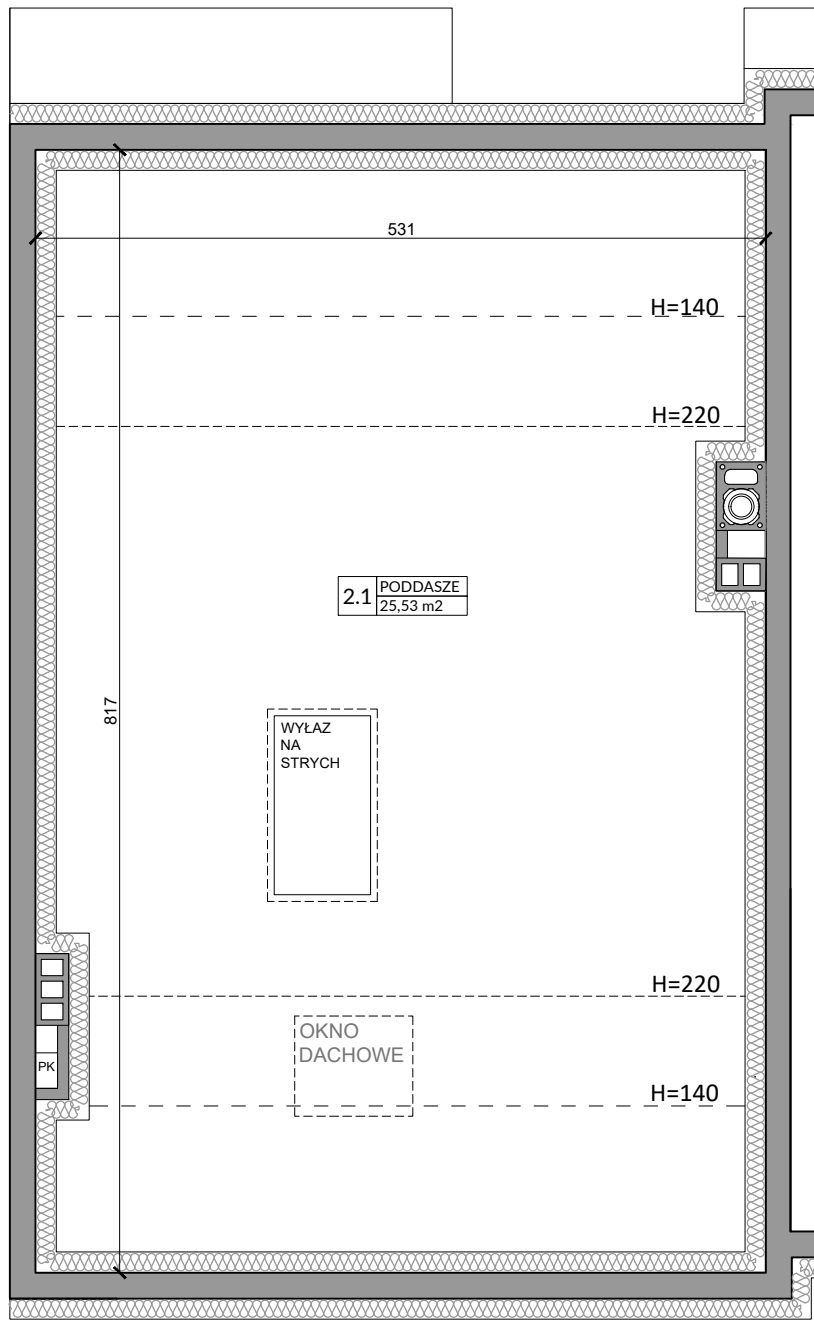 531
H=140
H=220
2.1
PODDASZE
25,53 m2
817
WYŁAZ
NA
STRYCH
H=220
OKNO
DACHOWE
PK
H=140